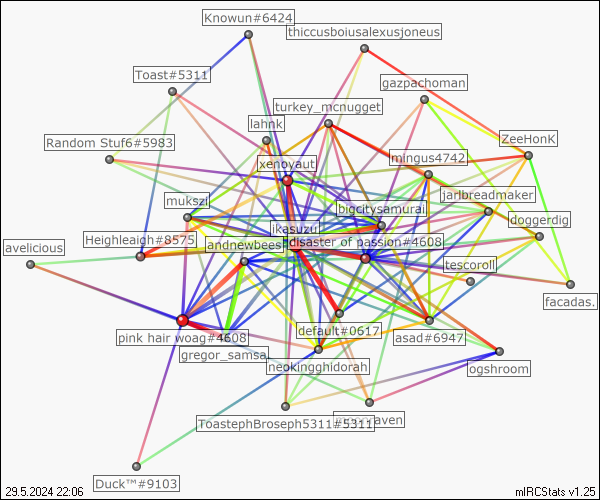 Knowun#6424
thiccusboiusalexusjoneus
Toast#5311
gazpachoman
turkey_mcnugget
lahnk
Random Stuf6#5983
ZeeHonK
mingus4742
xenoyaut
jarlbreadmaker
mukszi
bigcitysamurai
doggerdig
ikasuzu
Heighleaigh#8575
andnewbees
disaster of passion#4608
avelicious
tescoroll
facadas.
default#0617
pink hair woag#4608
asad#6947
gregor_samsa
neokingghidorah
ogshroom
ToastephBroseph5311#5311
raven
Duck™#9103
29.5.2024 22:06
mIRCStats v1.25